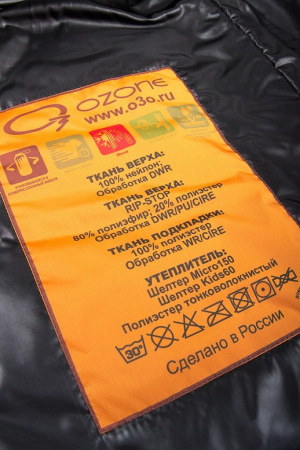 OZONE
www.o3o.ru
ТКАНЬ ВЕРХА:
100% нейлон;
Обработка DWR
ТКАНЬ ВЕРХА:
RIP-STOP
80% полиэфир; 20% полиэстер
Обработка DWR/PU/CIRE
ТКАНЬ ПОДКЛАДКИ:
100% полиэстер
Обработка WR/CIRE
УТЕПЛИТЕЛЬ:
Шелтер Micro150
Шелтер Kids60
Полиэстер тонковолокнистый
30°
Сделано в России